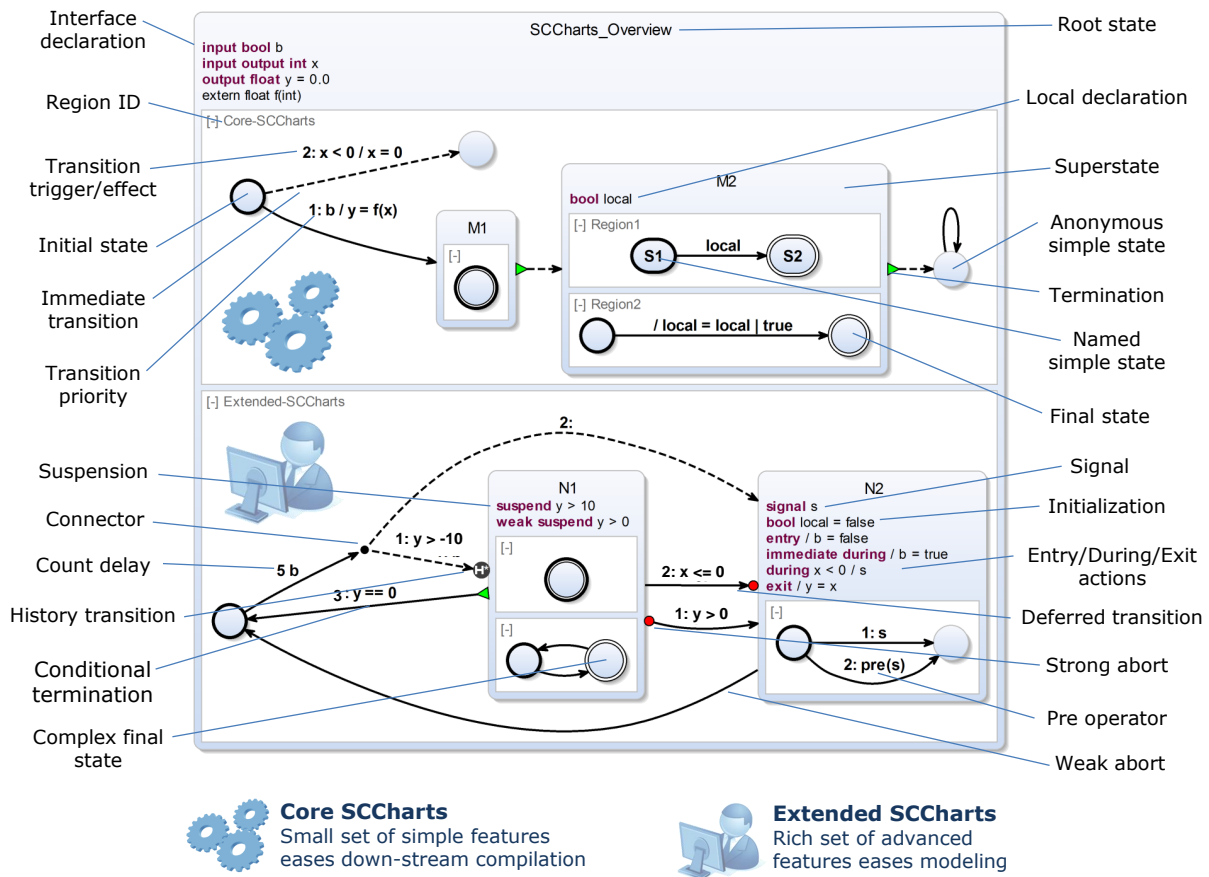 Interface
declaration
SCCharts_Overview
Root state
input bool b
input output int x
output float y = 0.0
extern float f(int)
Region ID
Local declaration
[-] Core-SCCharts
Transition
trigger/effect
2: x < 0 / x = 0
M2
Superstate
bool local
1: b / y = f(x)
M1
[-] Region1
Initial state
[-]
S1
local
S2
Anonymous
simple state
Immediate
transition
Termination
[-] Region2
/ local = local | true
Named
simple state
Transition
priority
[-] Extended-SCCharts
Final state
2:
Suspension
N1
N2
Signal
suspend y > 10
weak suspend y > 0
signal s
bool local = false
entry / b = false
immediate during / b = true
during x < 0 / s
exit / y = x
Initialization
Connector
1: y > -10
[-]
Count delay
5 b
H*
2: x <= 0
Entry/During/Exit
actions
History transition
3: y == 0
1: y > 0
[-]
Deferred transition
[-]
1: s
Conditional
termination
2: pre(s)
Strong abort
Pre operator
Complex final
state
Weak abort
Core SCCharts
Small set of simple features
eases down-stream compilation
Extended SCCharts
Rich set of advanced
features eases modeling